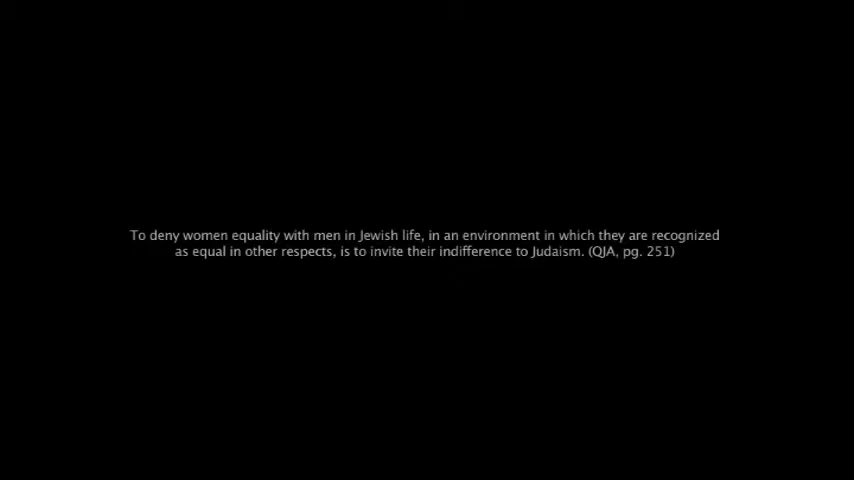 To deny women equality with men in Jewish life, in an environment in which they are recognized
as equal in other respects, is to invite their indifference to Judaism. (QJA, pg. 251)